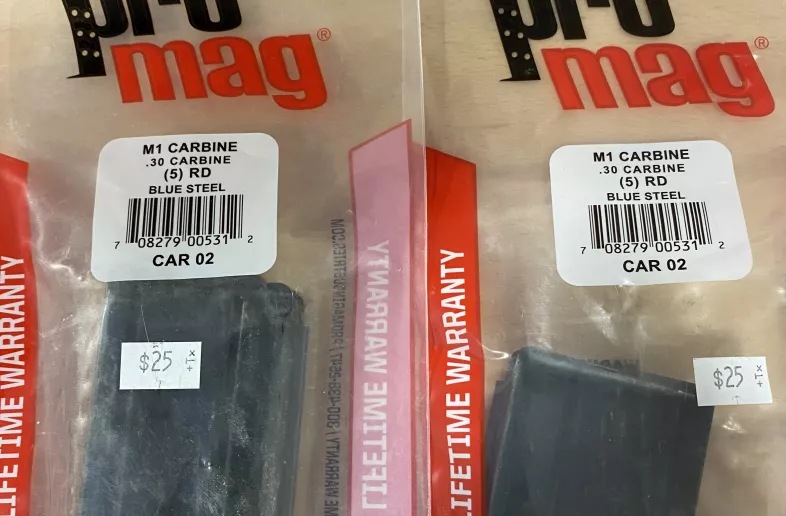 pro
mag®
M1 CARBINE
.30 CARBINE
(5) RD
BLUE STEEL
7 08279 00531 2
CAR 02
LIFETIME WARRANTY
LIFETIME WARRANTY
$25
+1×
pro
mag®
M1 CARBINE
.30 CARBINE
(5) RD
BLUE STEEL
7 08279 00531 2
CAR 02
LIFETIME WARRANTY
$25
+1×